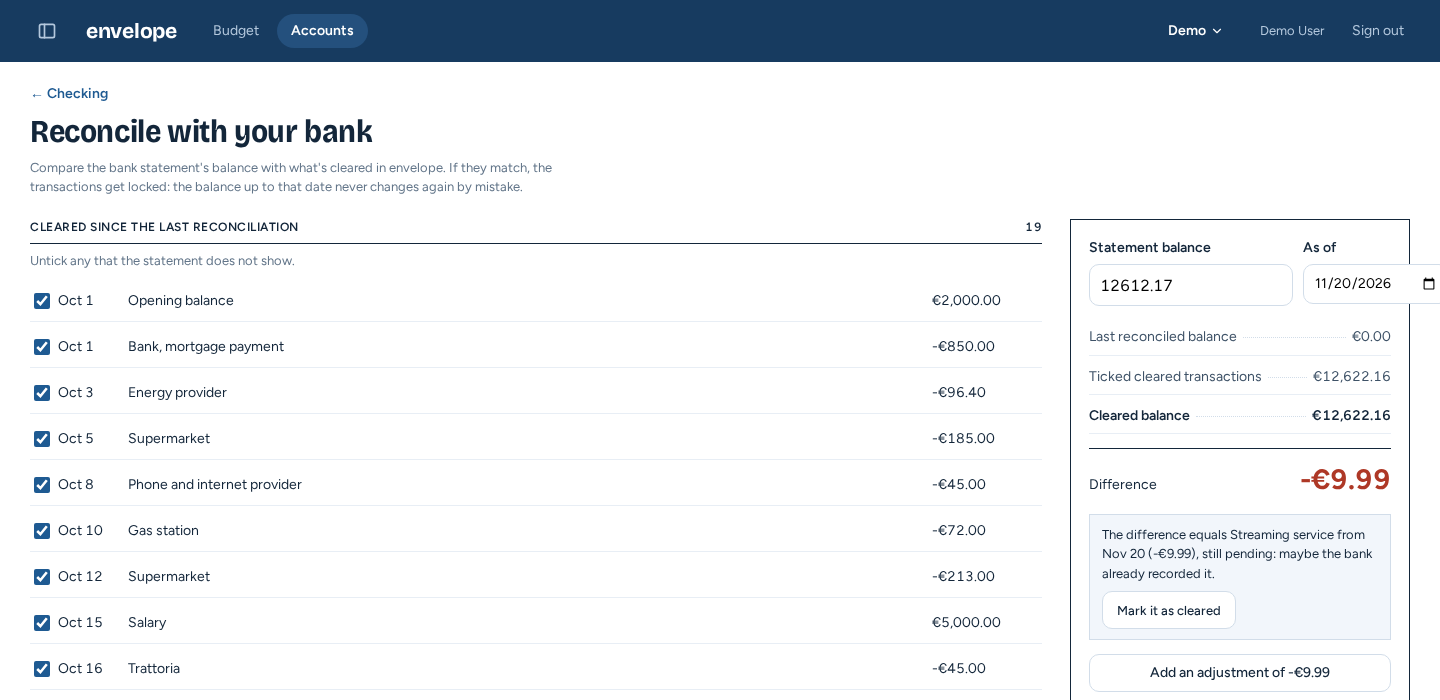 envelope Budget Accounts Demo Demo User Sign out
← Checking
Reconcile with your bank
Compare the bank statement's balance with what's cleared in envelope. If they match, the
transactions get locked: the balance up to that date never changes again by mistake.
CLEARED SINCE THE LAST RECONCILIATION 19
Untick any that the statement does not show.
Oct 1 Opening balance €2,000.00
Oct 1 Bank, mortgage payment -€850.00
Oct 3 Energy provider -€96.40
Oct 5 Supermarket -€185.00
Oct 8 Phone and internet provider -€45.00
Oct 10 Gas station -€72.00
Oct 12 Supermarket -€213.00
Oct 15 Salary €5,000.00
Oct 16 Trattoria -€45.00
Statement balance As of
12612.17 11/20/2026
Last reconciled balance €0.00
Ticked cleared transactions €12,622.16
Cleared balance €12,622.16
Difference -€9.99
The difference equals Streaming service from
Nov 20 (-€9.99), still pending: maybe the bank
already recorded it.
Mark it as cleared
Add an adjustment of -€9.99